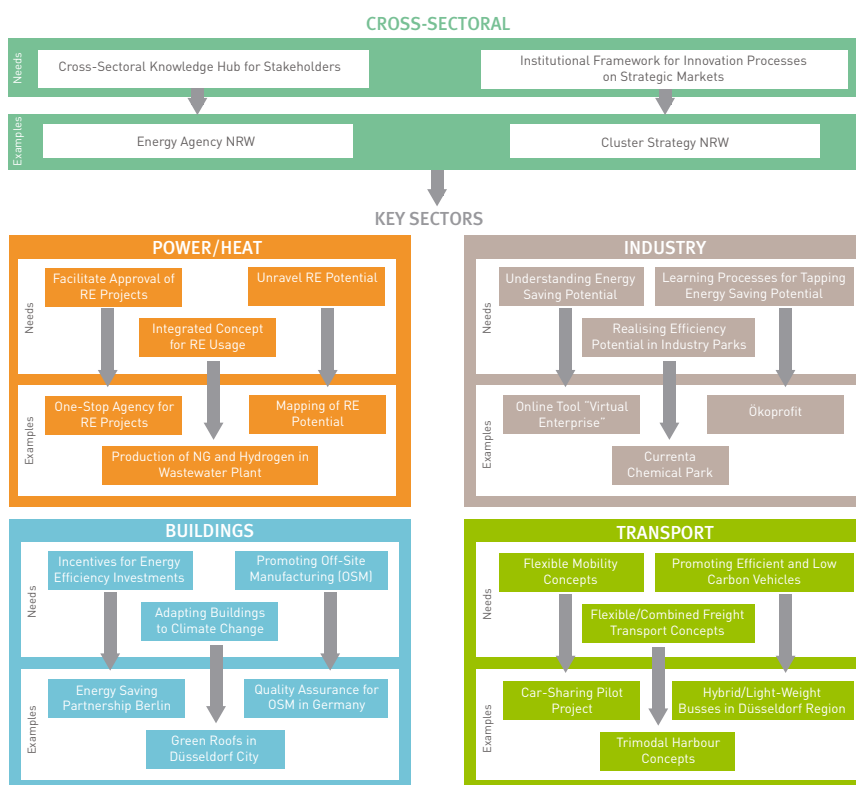 CROSS-SECTORAL
Needs
Cross-Sectoral Knowledge Hub for Stakeholders
Institutional Framework for Innovation Processes
on Strategic Markets
Examples
Energy Agency NRW
Cluster Strategy NRW
KEY SECTORS
POWER/HEAT
Needs
Facilitate Approval of
RE Projects
Unravel RE Potential
Integrated Concept
for RE Usage
Examples
One-Stop Agency for
RE Projects
Mapping of RE
Potential
Production of NG and Hydrogen in
Wastewater Plant
INDUSTRY
Needs
Understanding Energy
Saving Potential
Learning Processes for Tapping
Energy Saving Potential
Realising Efficiency
Potential in Industry Parks
Examples
Online Tool “Virtual
Enterprise”
Ökoprofit
Currenta
Chemical Park
BUILDINGS
Needs
Incentives for Energy
Efficiency Investments
Promoting Off-Site
Manufacturing (OSM)
Adapting Buildings
to Climate Change
Examples
Energy Saving
Partnership Berlin
Quality Assurance for
OSM in Germany
Green Roofs in
Düsseldorf City
TRANSPORT
Needs
Flexible Mobility
Concepts
Promoting Efficient and Low
Carbon Vehicles
Flexible/Combined Freight
Transport Concepts
Examples
Car-Sharing Pilot
Project
Hybrid/Light-Weight
Busses in Düsseldorf Region
Trimodal Harbour
Concepts